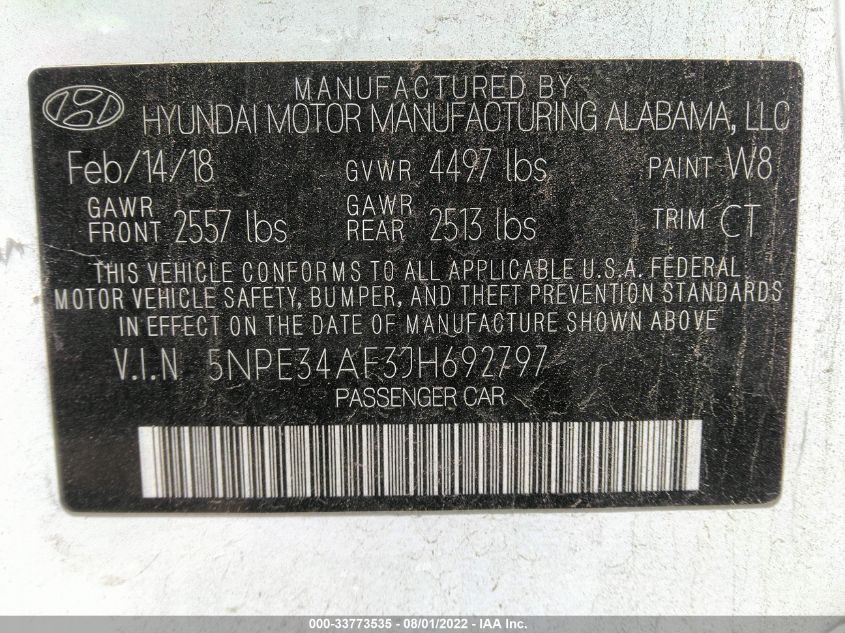 MANUFACTURED BY
HYUNDAI MOTOR MANUFACTURING ALABAMA, LLC
Feb/14/18 GVWR 4497 lbs PAINT W8
GAWR FRONT 2557 lbs GAWR REAR 2513 lbs TRIM CT
THIS VEHICLE CONFORMS TO ALL APPLICABLE U.S.A. FEDERAL
MOTOR VEHICLE SAFETY, BUMPER, AND THEFT PREVENTION STANDARDS
IN EFFECT ON THE DATE OF MANUFACTURE SHOWN ABOVE
V.I.N 5NPE34AF3JH692797
PASSENGER CAR
000-33773535 - 08/01/2022 - IAA Inc.